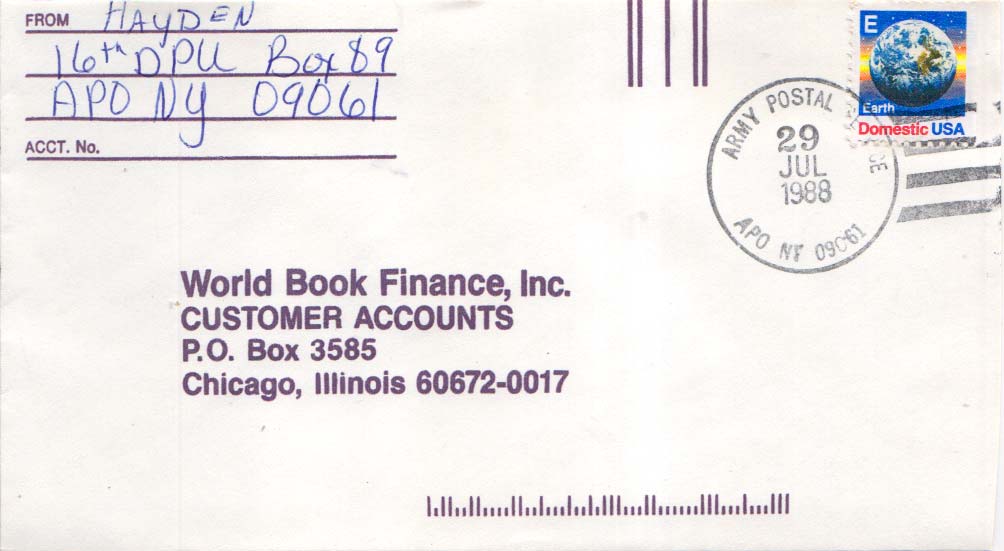 FROM HAYDEN
16th DPU Box 89
APO NY 09061
ACCT. No.
E
Earth
Domestic USA
ARMY POSTAL
29
JUL
1988
APO NY 09061
World Book Finance, Inc.
CUSTOMER ACCOUNTS
P.O. Box 3585
Chicago, Illinois 60672-0017